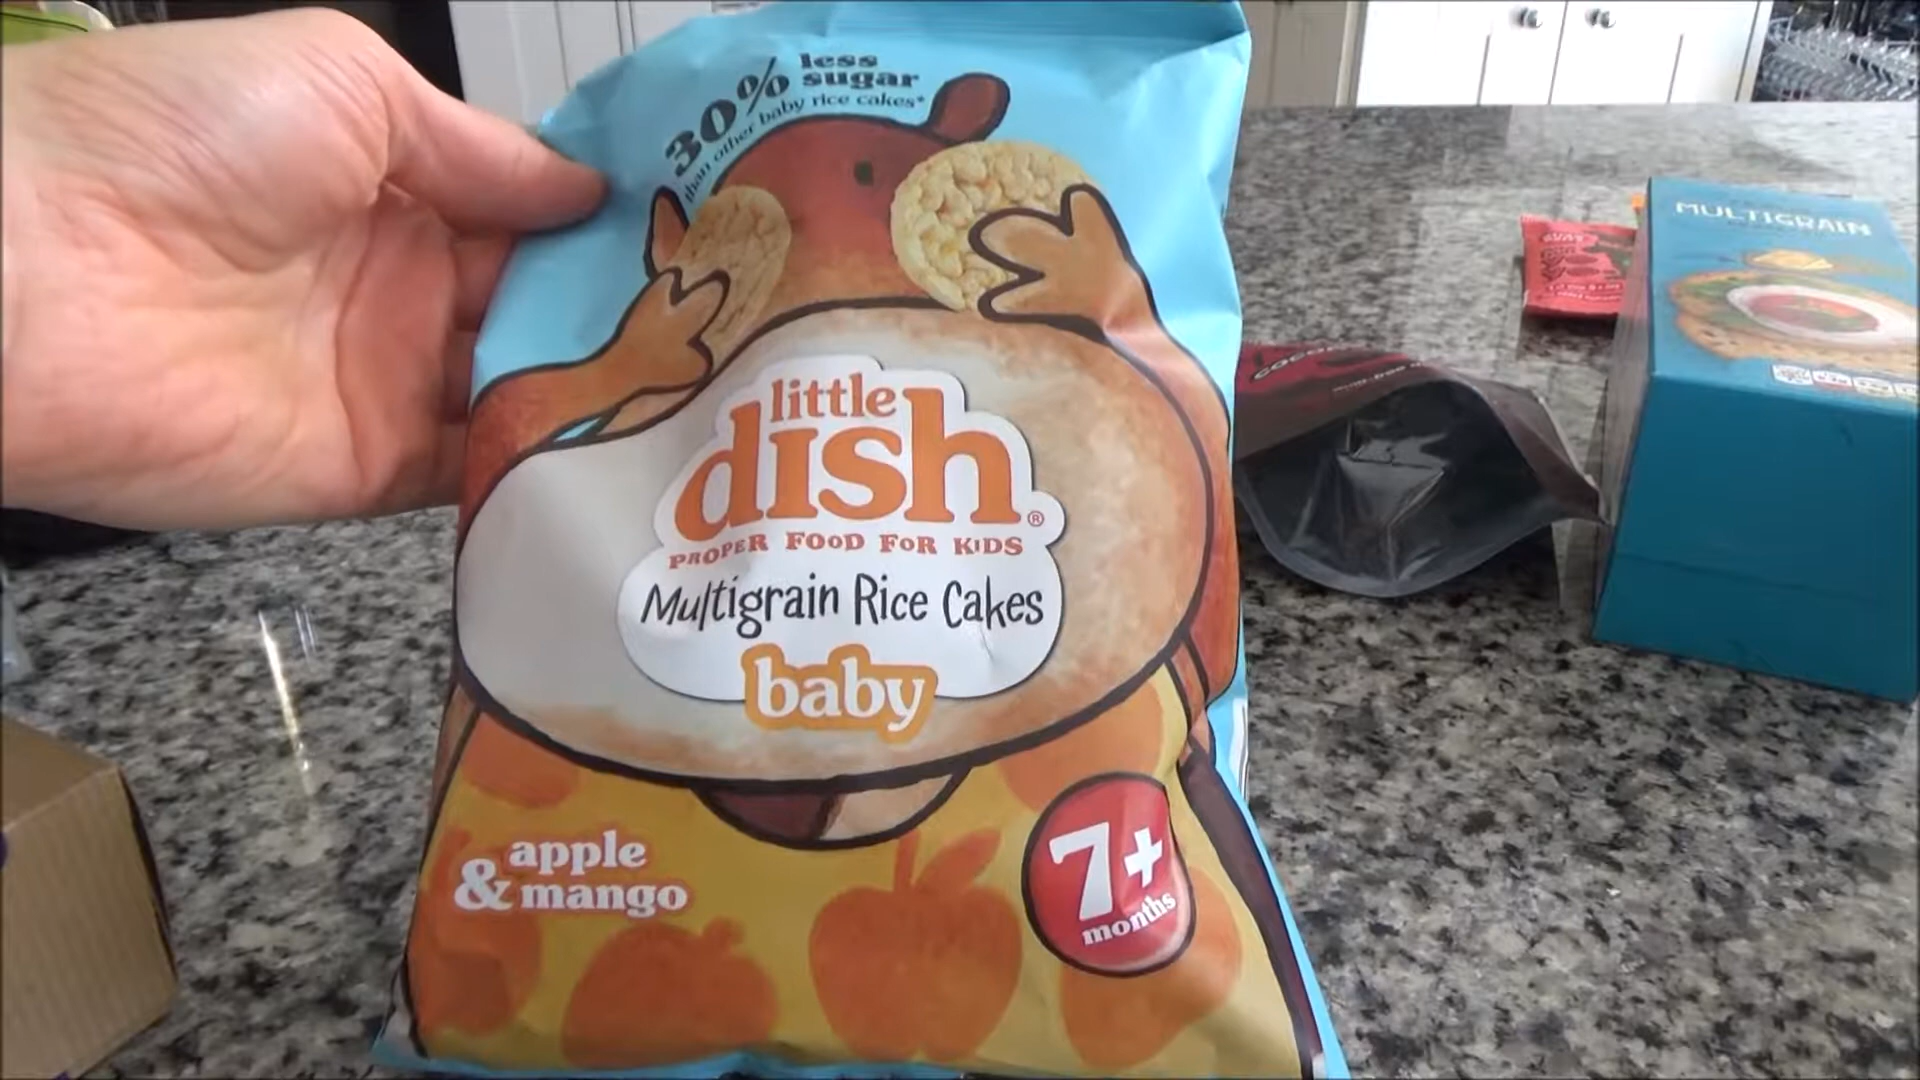 30% less
sugar
than other baby rice cakes*
little
dish®
PROPER FOOD FOR KIDS
Multigrain Rice Cakes
baby
apple
& mango
7+
months
MULTIGRAIN